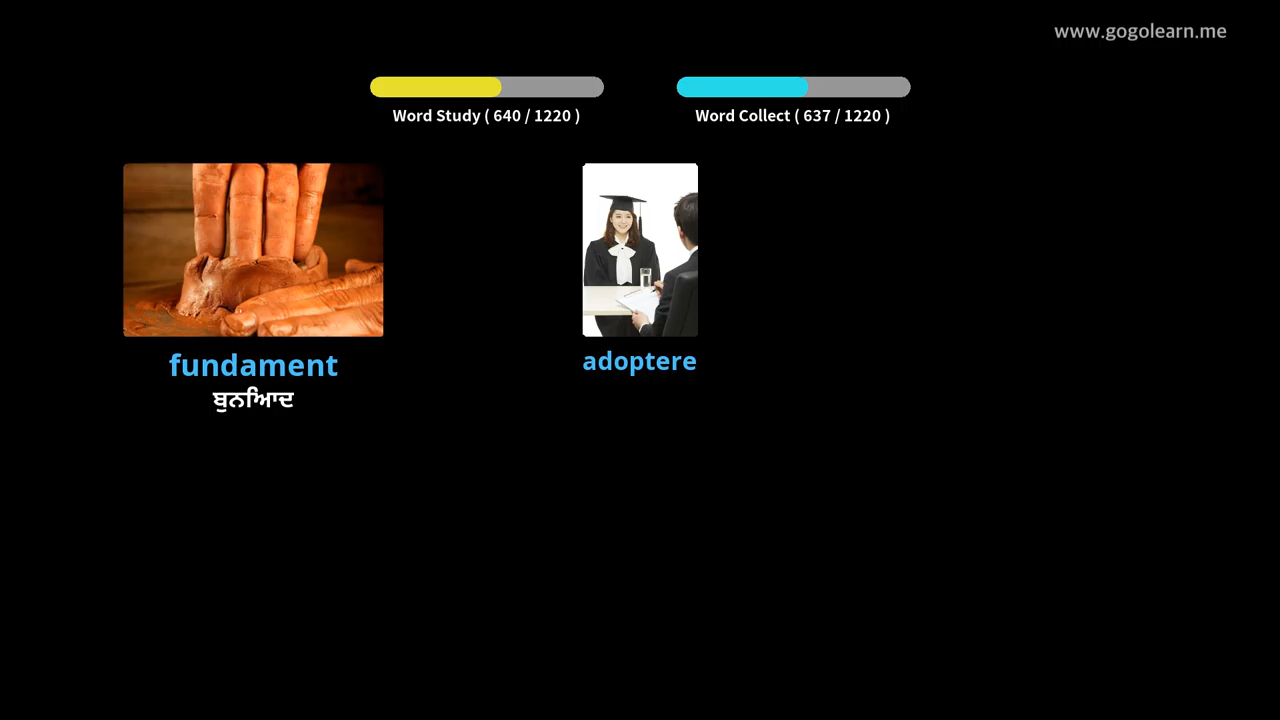 www.gogolearn.me
Word Study ( 640 / 1220 )
Word Collect ( 637 / 1220 )
fundament
ਬੁਨਿਆਦ
adoptere